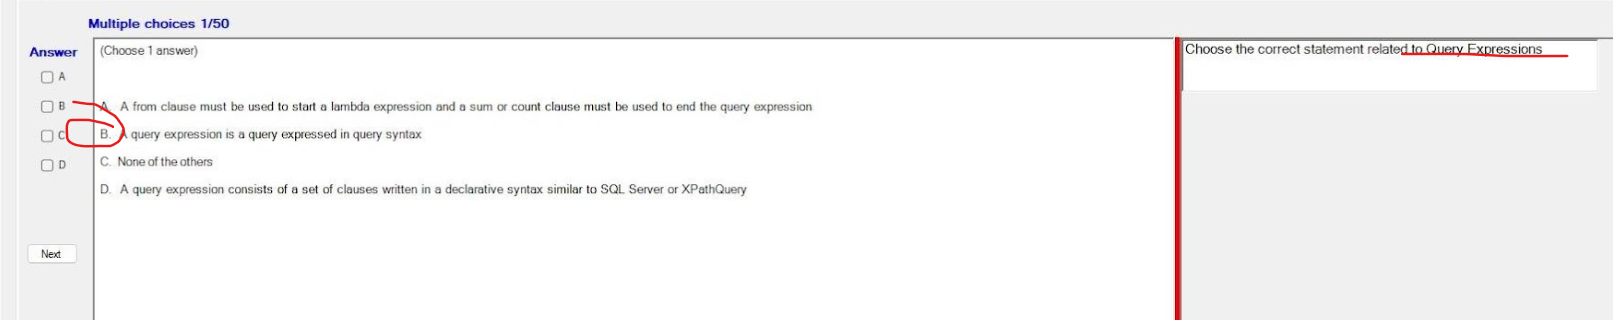 Multiple choices 1/50
Answer
(Choose 1 answer)
Choose the correct statement related to Query Expressions
A
B
C
D
A. A from clause must be used to start a lambda expression and a sum or count clause must be used to end the query expression
B. A query expression is a query expressed in query syntax
C. None of the others
D. A query expression consists of a set of clauses written in a declarative syntax similar to SQL Server or XPathQuery
Next